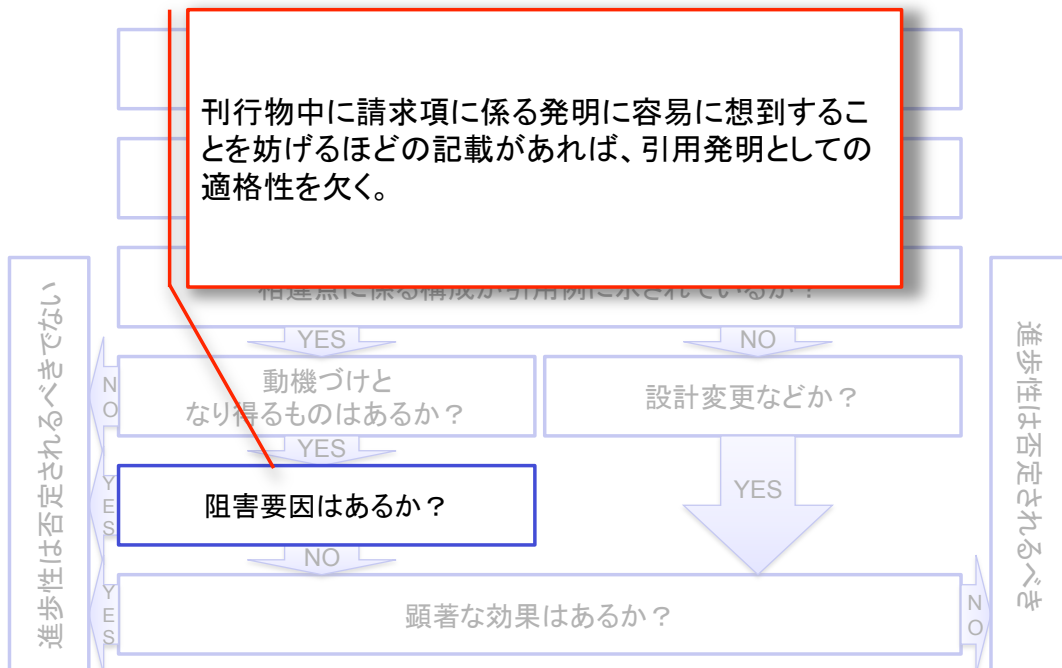 刊行物中に請求項に係る発明に容易に想到するこ
とを妨げるほどの記載があれば、引用発明としての
適格性を欠く。
相違点に係る構成が引用例に示されているか？
YES
NO
動機づけと
なり得るものはあるか？
設計変更などか？
NO
YES
阻害要因はあるか？
YES
YES
NO
顕著な効果はあるか？
YES
NO
進歩性は否定されるべきでない
進歩性は否定されるべき